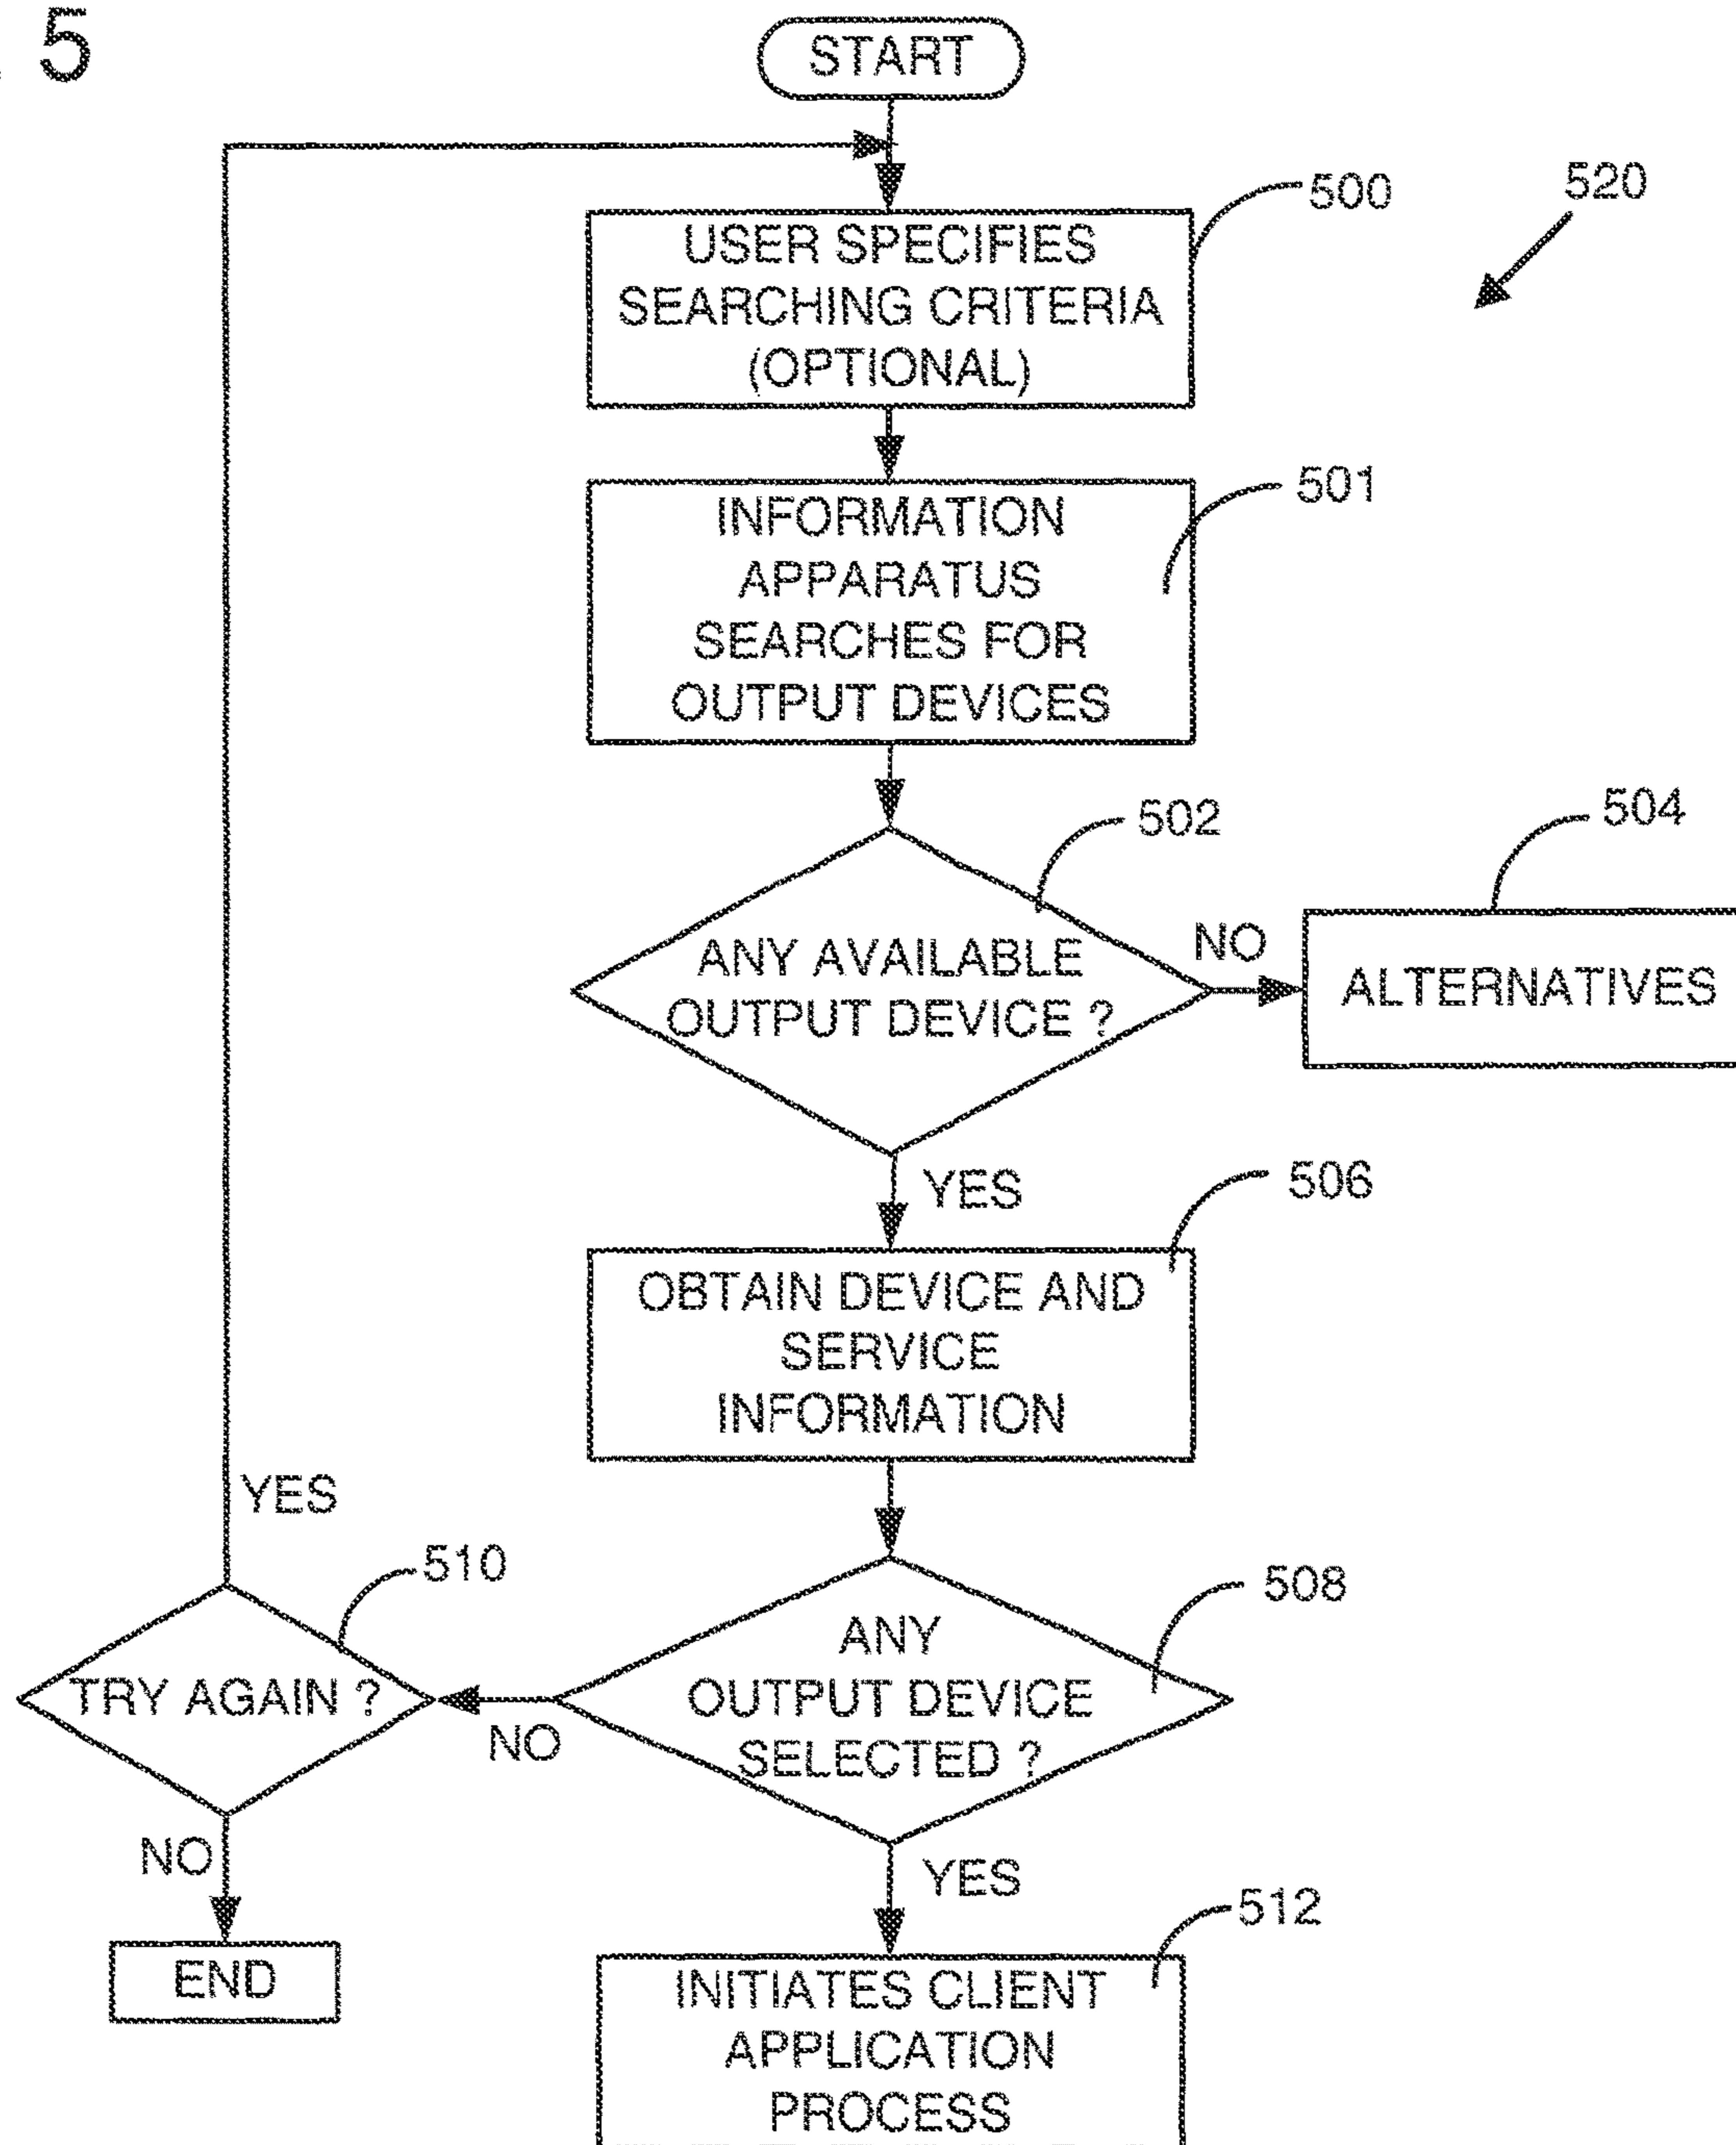 5
START
500
520
USER SPECIFIES
SEARCHING CRITERIA
(OPTIONAL)
501
INFORMATION
APPARATUS
SEARCHES FOR
OUTPUT DEVICES
502
504
ANY AVAILABLE
OUTPUT DEVICE ?
NO
ALTERNATIVES
YES
506
OBTAIN DEVICE AND
SERVICE
INFORMATION
YES
510
508
TRY AGAIN ?
NO
ANY
OUTPUT DEVICE
SELECTED ?
NO
YES
512
END
INITIATES CLIENT
APPLICATION
PROCESS